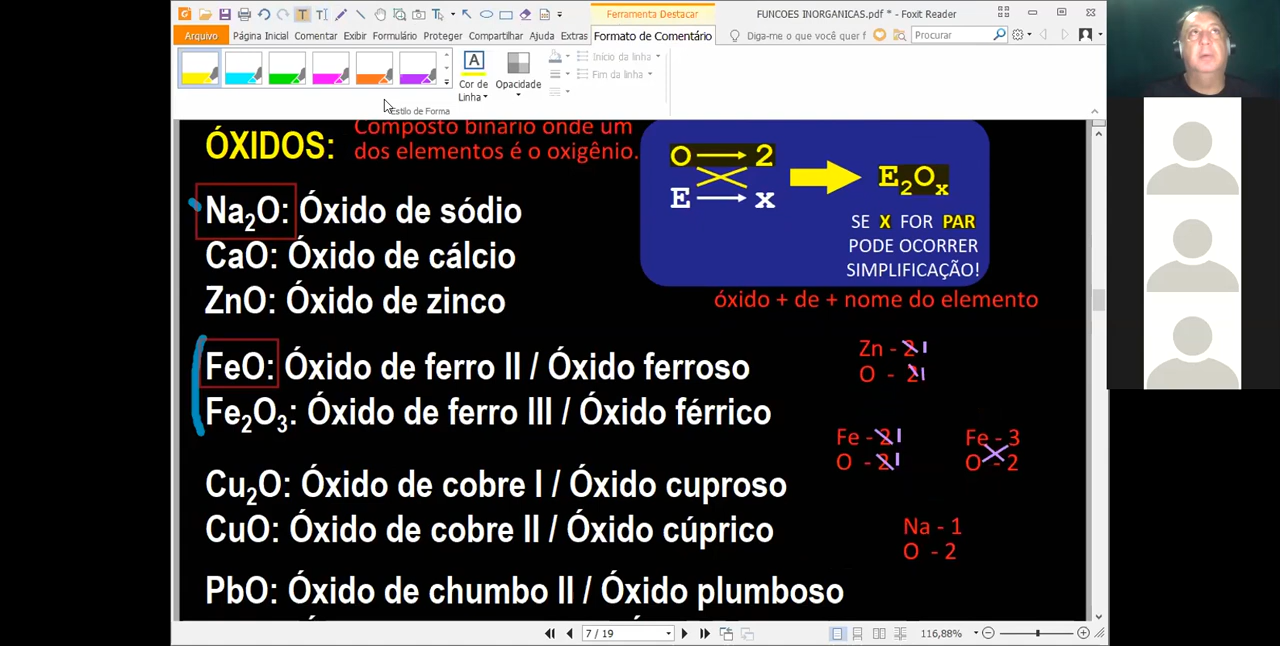 Ferramenta Destacar
FUNCOES INORGANICAS.pdf * - Foxit Reader
Arquivo Página Inicial Comentar Exibir Formulário Proteger Compartilhar Ajuda Extras Formato de Comentário Diga-me o que você quer f Procurar
Cor de Linha
Opacidade
Início da linha
Fim da linha
Estilo de Forma
ÓXIDOS:
Composto binário onde um
dos elementos é o oxigênio.
O 2
E x
E2Ox
SE X FOR PAR
PODE OCORRER
SIMPLIFICAÇÃO!
óxido + de + nome do elemento
Na2O: Óxido de sódio
CaO: Óxido de cálcio
ZnO: Óxido de zinco
Zn - 2 1
O - 2 1
FeO: Óxido de ferro II / Óxido ferroso
Fe2O3: Óxido de ferro III / Óxido férrico
Fe - 2 1
O - 2 1
Fe - 3
O - 2
Cu2O: Óxido de cobre I / Óxido cuproso
CuO: Óxido de cobre II / Óxido cúprico
Na - 1
O - 2
PbO: Óxido de chumbo II / Óxido plumboso
7 / 19
116,88%